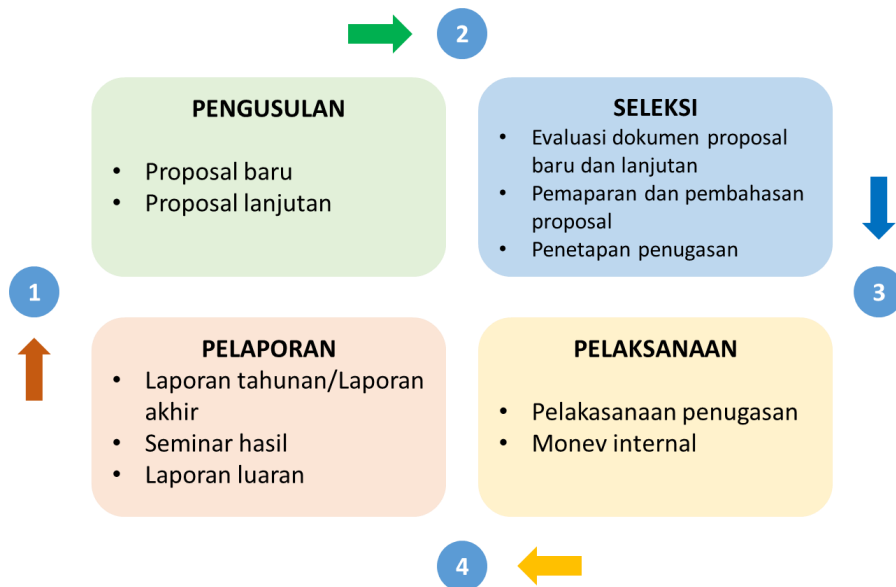 2
PENGUSULAN
• Proposal baru
• Proposal lanjutan
SELEKSI
• Evaluasi dokumen proposal
baru dan lanjutan
• Pemaparan dan pembahasan
proposal
• Penetapan penugasan
1
3
PELAPORAN
• Laporan tahunan/Laporan
akhir
• Seminar hasil
• Laporan luaran
PELAKSANAAN
• Pelakasanaan penugasan
• Monev internal
4